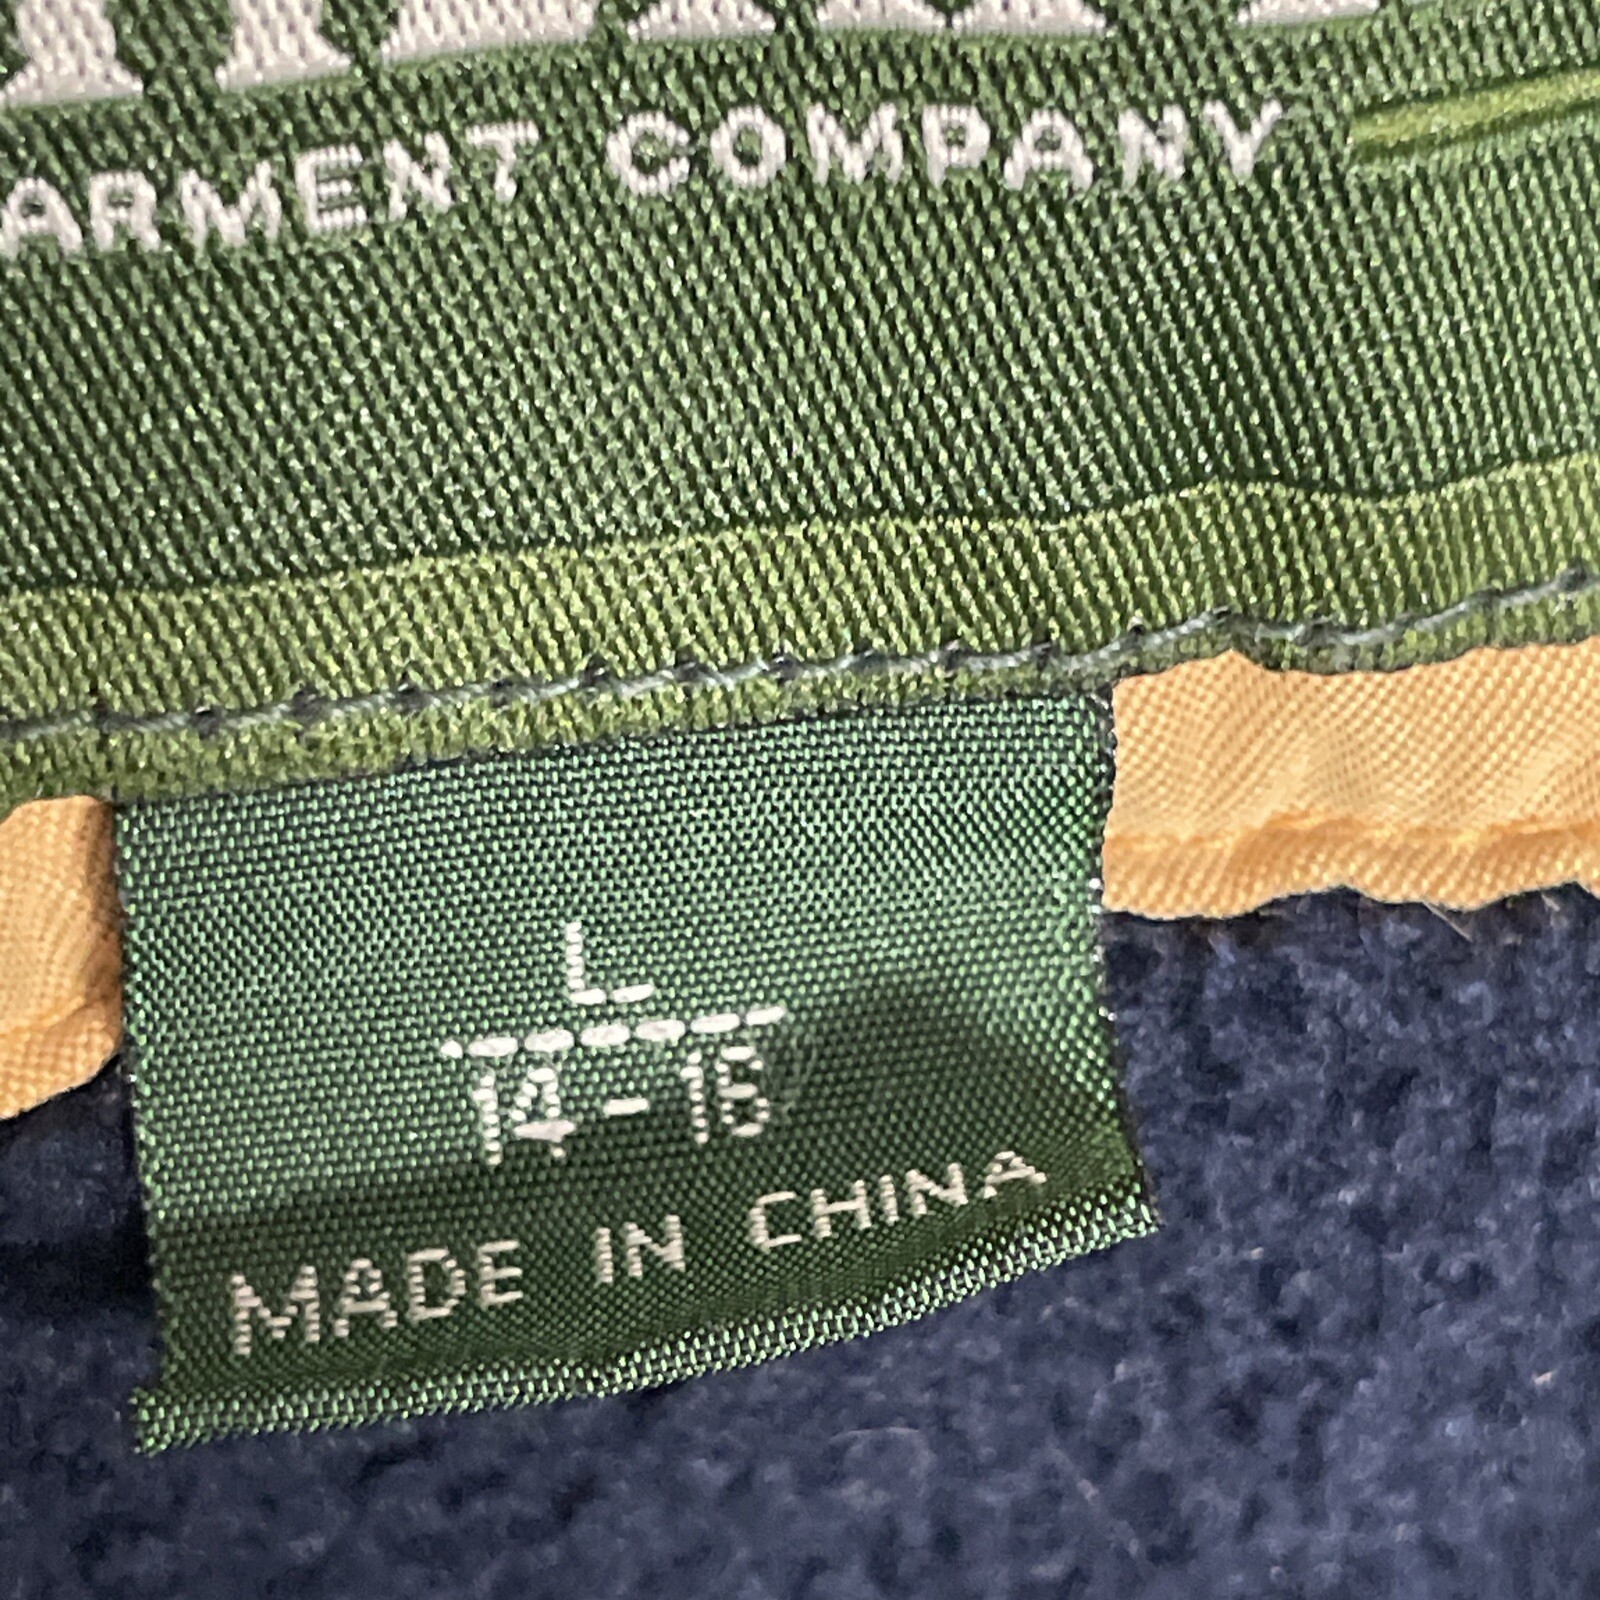 ARMENT COMPANY
L
14-16
MADE IN CHINA